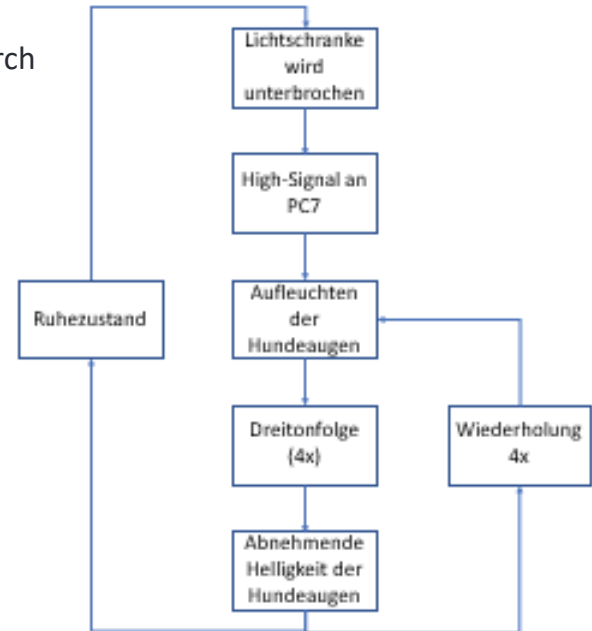 rch
Lichtschranke
wird
unterbrochen
High-Signal an
PC7
Aufleuchten
der
Hundeaugen
Ruhezustand
Dreitonfolge
(4x)
Wiederholung
4x
Abnehmende
Helligkeit der
Hundeaugen